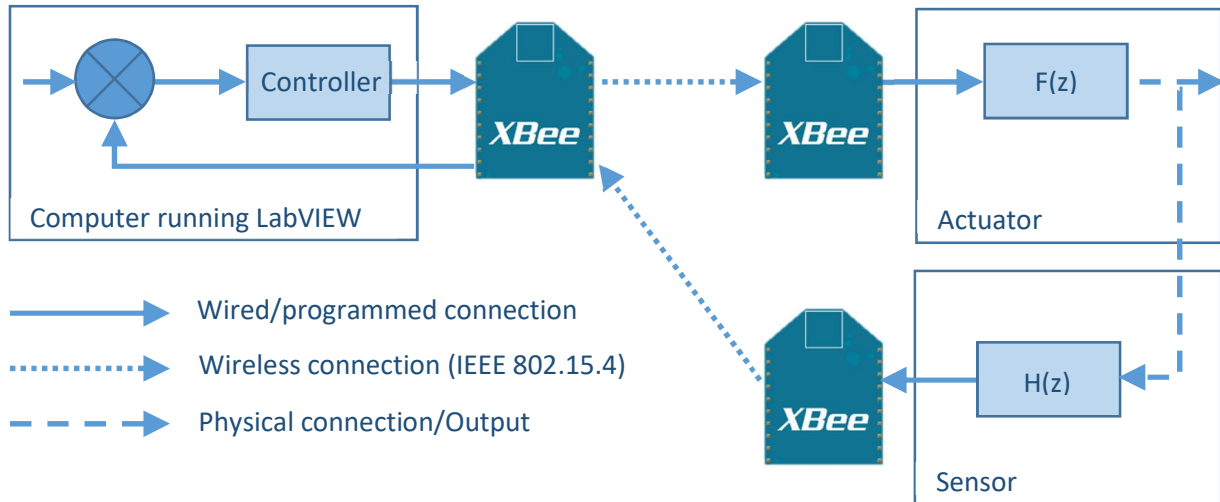 Controller
XBee
XBee
F(z)
Computer running LabVIEW
Actuator
Wired/programmed connection
Wireless connection (IEEE 802.15.4)
Physical connection/Output
XBee
H(z)
Sensor